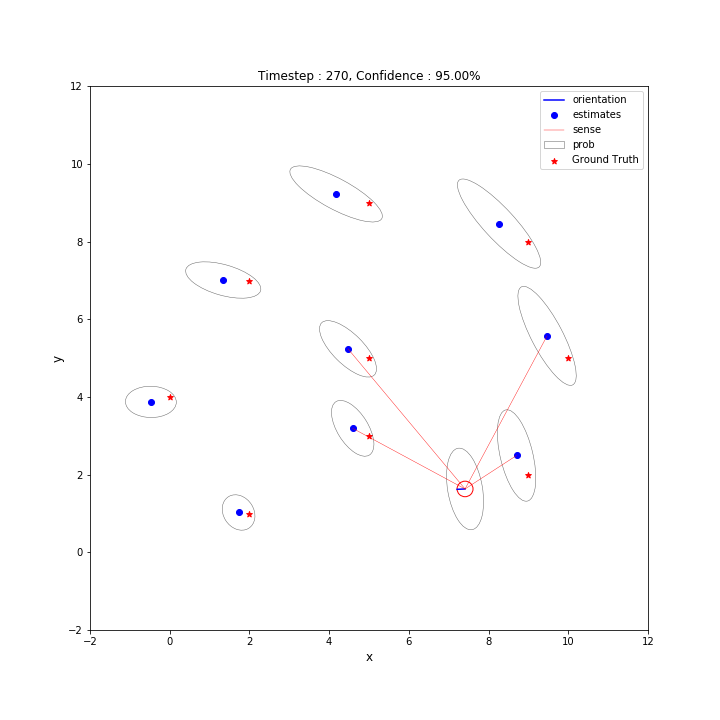 Timestep : 270, Confidence : 95.00%
12
10
8
6
4
2
0
−2
y
−2 0 2 4 6 8 10 12
x
orientation
estimates
sense
prob
Ground Truth